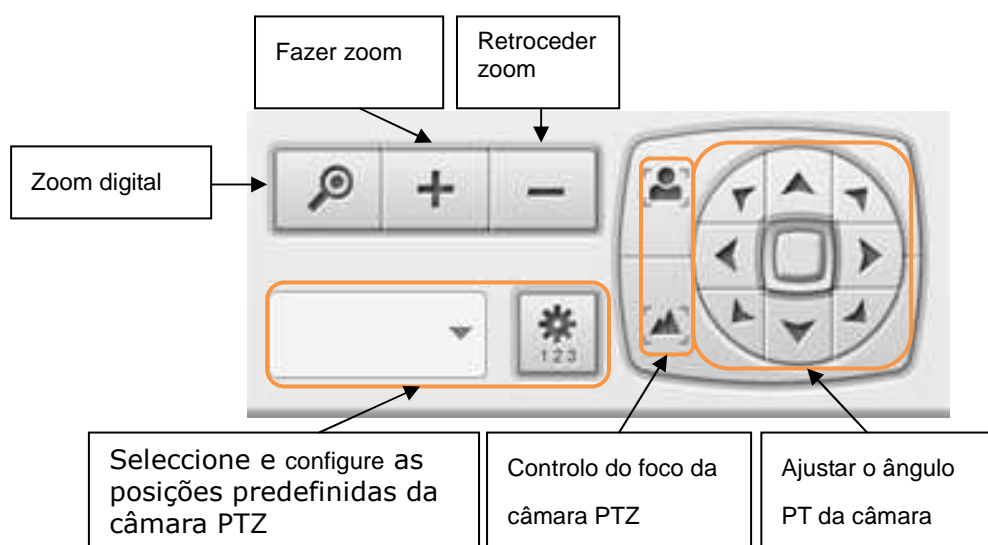 Fazer zoom
Retroceder
zoom
Zoom digital
123
Seleccione e configure as
posições predefinidas da
câmara PTZ
Controlo do foco da
câmara PTZ
Ajustar o ângulo
PT da câmara